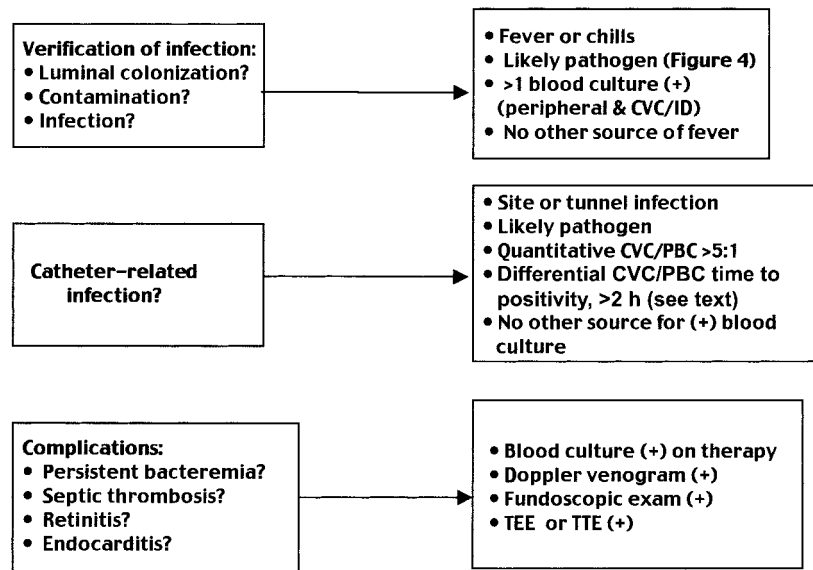 Verification of infection:
• Luminal colonization?
• Contamination?
• Infection?
• Fever or chills
• Likely pathogen (Figure 4)
• >1 blood culture (+)
(peripheral & CVC/ID)
• No other source of fever
Catheter-related
infection?
• Site or tunnel infection
• Likely pathogen
• Quantitative CVC/PBC >5:1
• Differential CVC/PBC time to
positivity, >2 h (see text)
• No other source for (+) blood
culture
Complications:
• Persistent bacteremia?
• Septic thrombosis?
• Retinitis?
• Endocarditis?
• Blood culture (+) on therapy
• Doppler venogram (+)
• Fundoscopic exam (+)
• TEE or TTE (+)